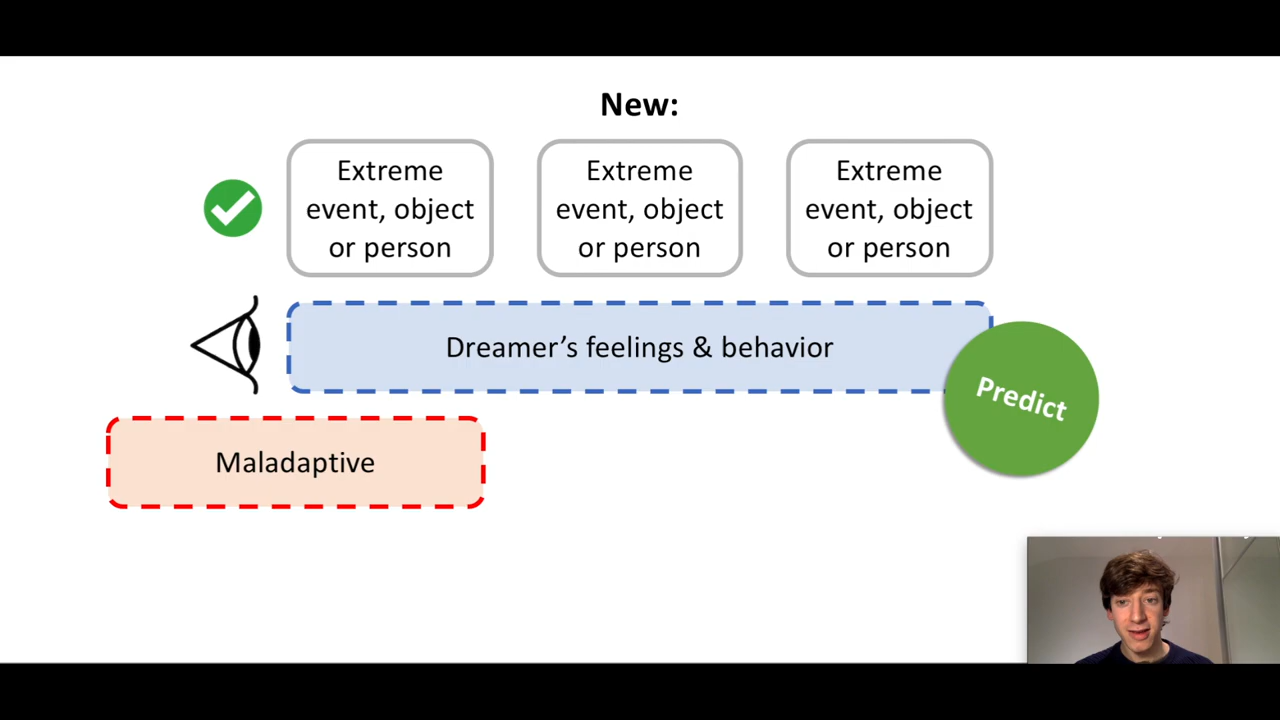 New:
Extreme
event, object
or person
Extreme
event, object
or person
Extreme
event, object
or person
Dreamer's feelings & behavior
Predict
Maladaptive